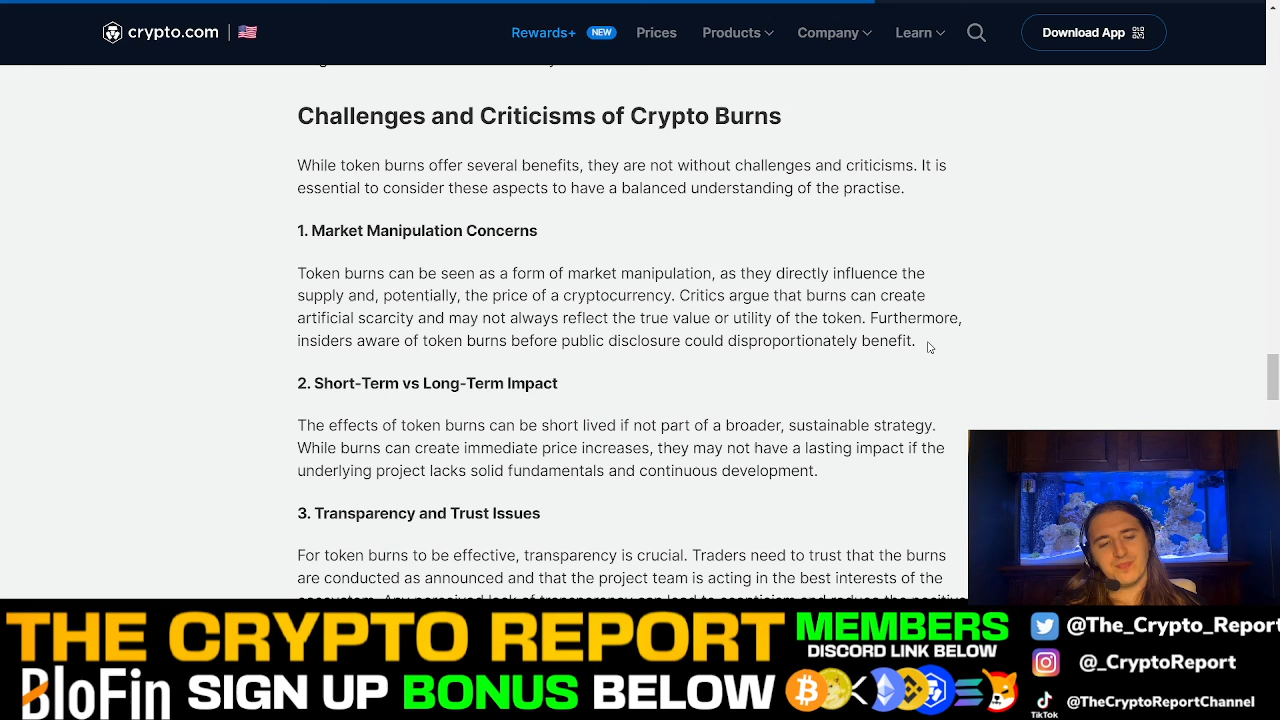 crypto.com
Rewards+ NEW Prices Products Company Learn Download App
Challenges and Criticisms of Crypto Burns
While token burns offer several benefits, they are not without challenges and criticisms. It is
essential to consider these aspects to have a balanced understanding of the practise.
1. Market Manipulation Concerns
Token burns can be seen as a form of market manipulation, as they directly influence the
supply and, potentially, the price of a cryptocurrency. Critics argue that burns can create
artificial scarcity and may not always reflect the true value or utility of the token. Furthermore,
insiders aware of token burns before public disclosure could disproportionately benefit.
2. Short-Term vs Long-Term Impact
The effects of token burns can be short lived if not part of a broader, sustainable strategy.
While burns can create immediate price increases, they may not have a lasting impact if the
underlying project lacks solid fundamentals and continuous development.
3. Transparency and Trust Issues
For token burns to be effective, transparency is crucial. Traders need to trust that the burns
are conducted as announced and that the project team is acting in the best interests of the
THE CRYPTO REPORT
BloFin SIGN UP BONUS BELOW
MEMBERS
DISCORD LINK BELOW
@The_Crypto_Report
@_CryptoReport
TikTok @TheCryptoReportChannel